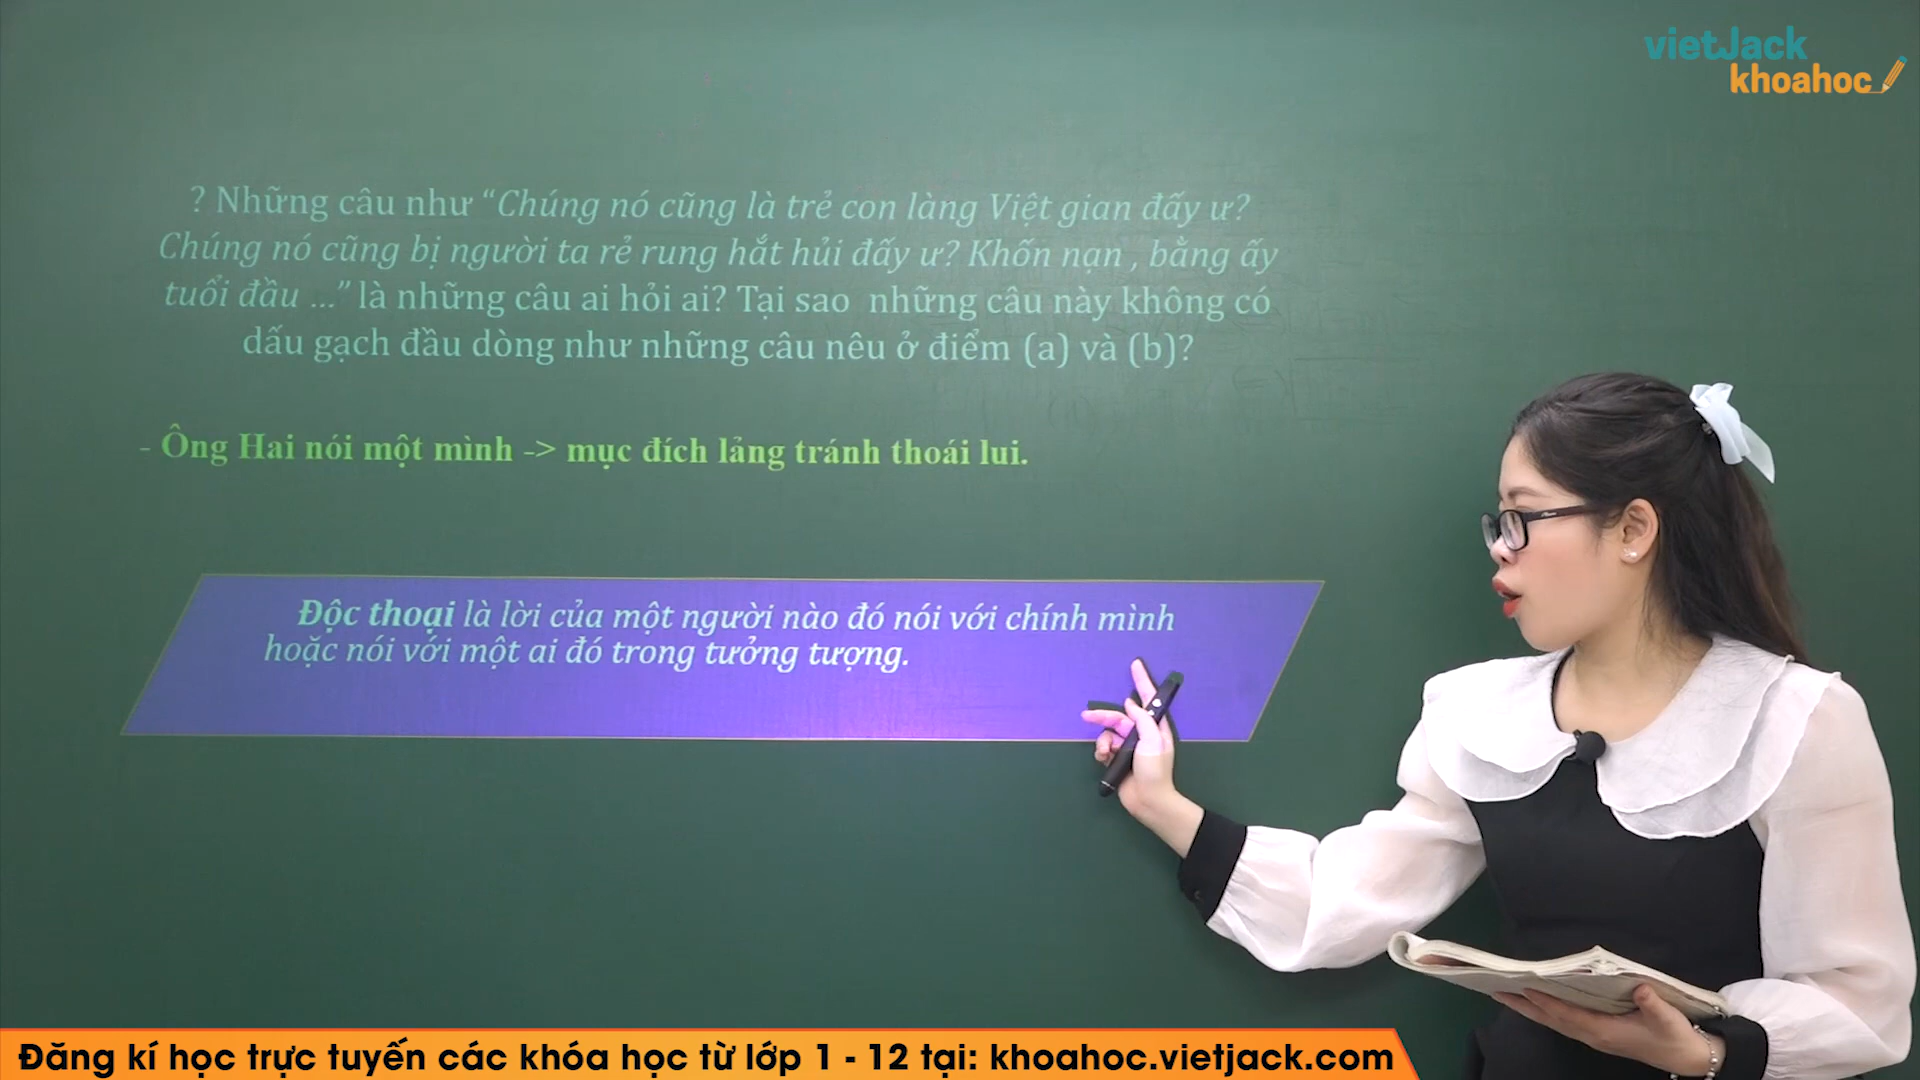 vietJack
khoahoc
? Những câu như “Chúng nó cũng là trẻ con làng Việt gian đấy ư?
Chúng nó cũng bị người ta rẻ rung hắt hủi đấy ư? Khốn nạn , bằng ấy
tuổi đầu ...” là những câu ai hỏi ai? Tại sao những câu này không có
dấu gạch đầu dòng như những câu nêu ở điểm (a) và (b)?
- Ông Hai nói một mình -> mục đích lảng tránh thoái lui.
Độc thoại là lời của một người nào đó nói với chính mình
hoặc nói với một ai đó trong tưởng tượng.
Đăng kí học trực tuyến các khóa học từ lớp 1 - 12 tại: khoahoc.vietjack.com